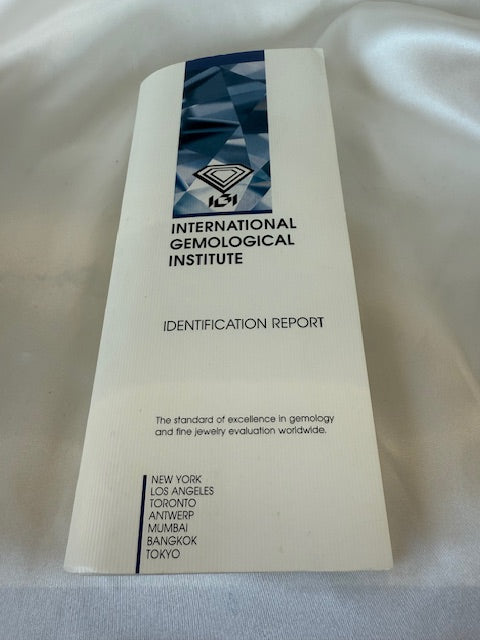 IGI
INTERNATIONAL
GEMOLOGICAL
INSTITUTE
IDENTIFICATION REPORT
The standard of excellence in gemology
and fine jewelry evaluation worldwide.
NEW YORK
LOS ANGELES
TORONTO
ANTWERP
MUMBAI
BANGKOK
TOKYO